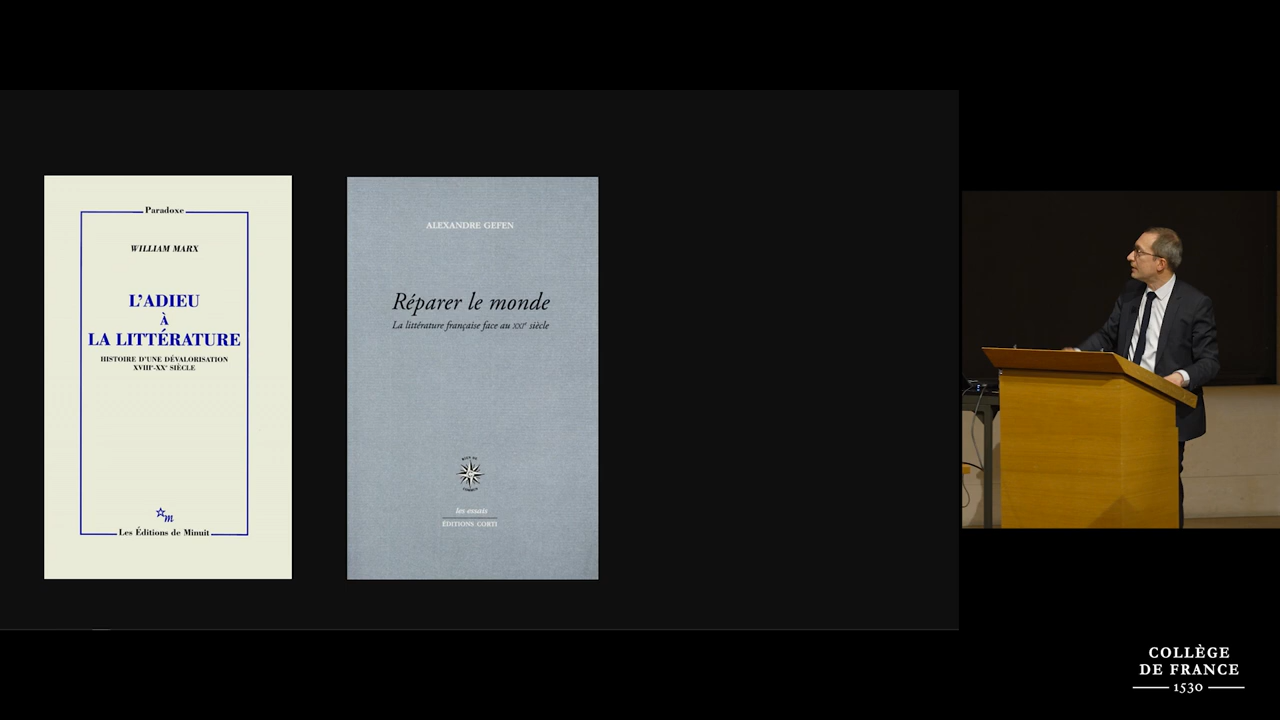 Paradoxe
WILLIAM MARX
L'ADIEU
À
LA LITTÉRATURE
HISTOIRE D'UNE DÉVALORISATION
XVIIIᵉ-XXᵉ SIÈCLE
m
Les Éditions de Minuit
ALEXANDRE GEFEN
Réparer le monde
La littérature française face au XXIᵉ siècle
les essais
ÉDITIONS CORTI
COLLÈGE
DE FRANCE
1530